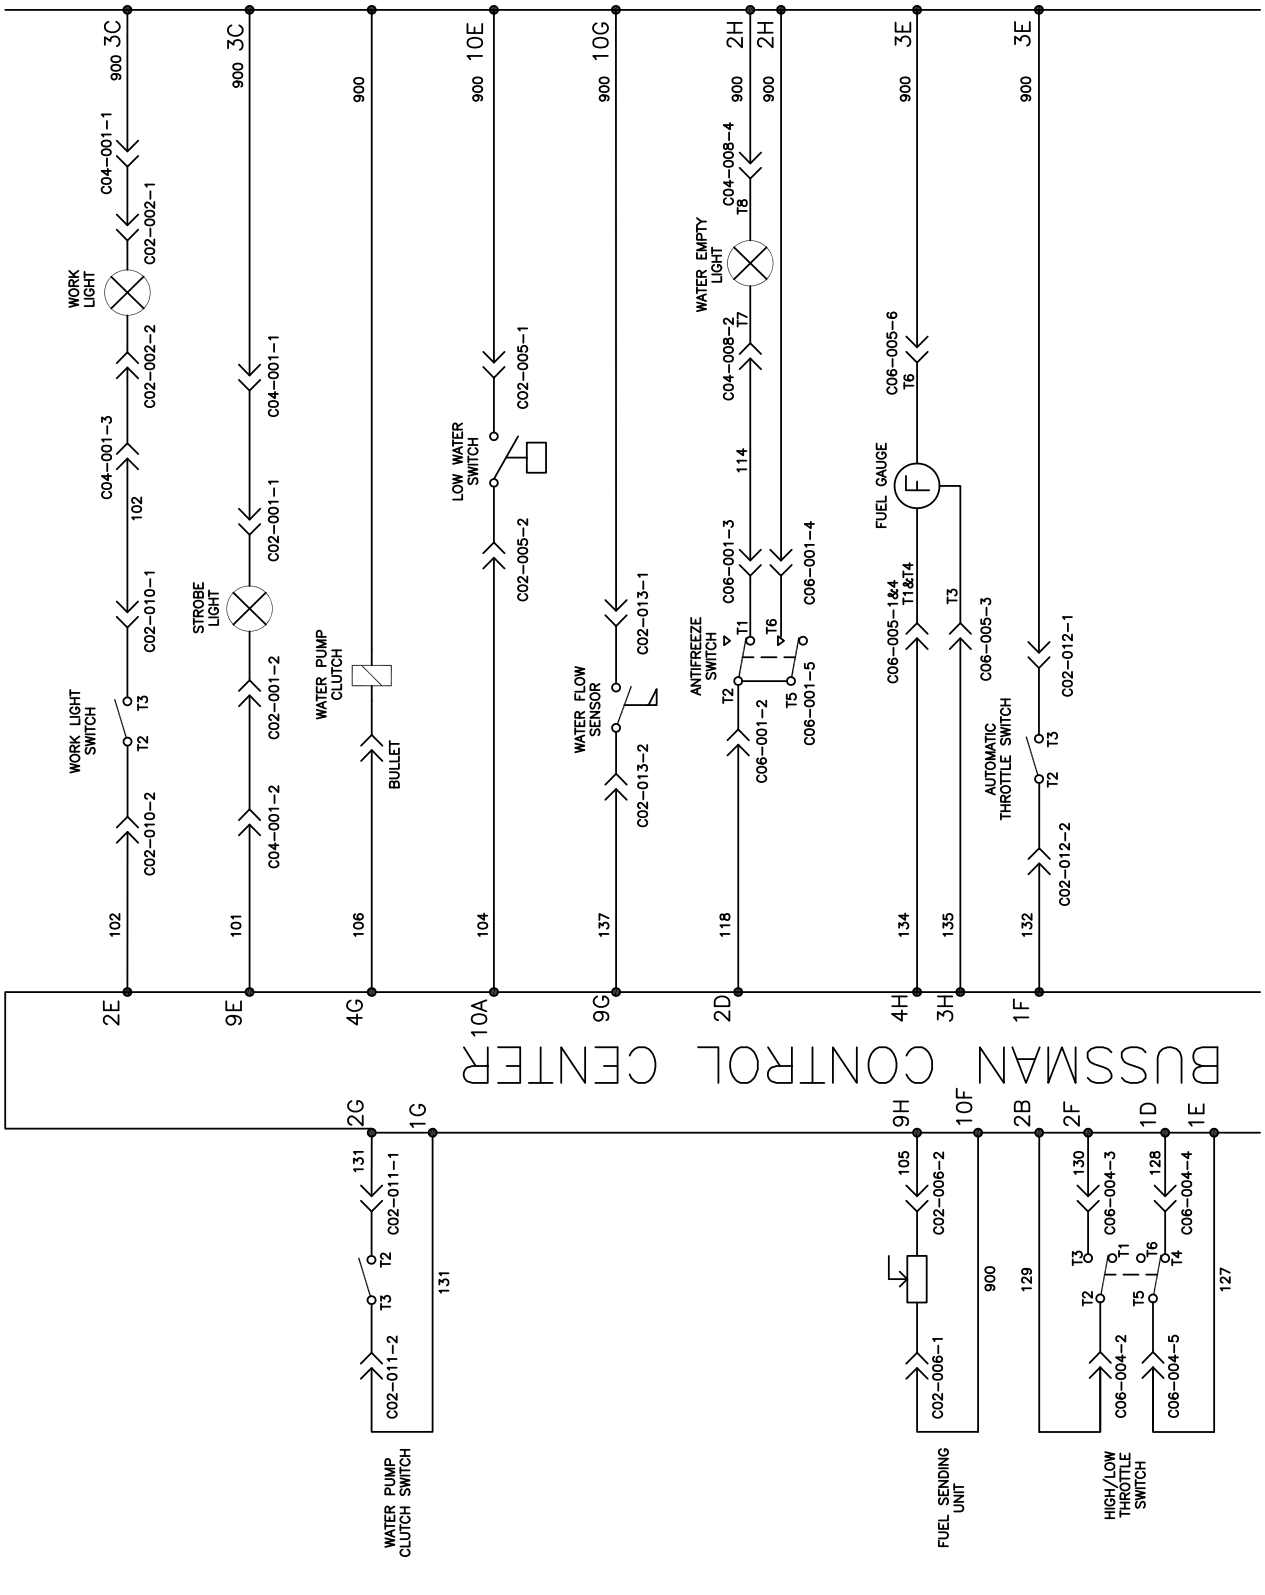 3C
900
C04-001-1
C02-002-1
WORK
LIGHT
C02-002-2
C04-001-3
102
C02-010-1
WORK LIGHT
SWITCH
T3
T2
C02-010-2
102
2E
3C
900
C04-001-1
C02-001-1
STROBE
LIGHT
C02-001-2
C04-001-2
101
9E
900
WATER PUMP
CLUTCH
BULLET
106
4G
10E
900
C02-005-1
LOW WATER
SWITCH
C02-005-2
104
10A
10G
900
C02-013-1
WATER FLOW
SENSOR
C02-013-2
137
9G
2H
2H
900
900
C04-008-4
T8
WATER EMPTY
LIGHT
T7
C04-008-2
114
C06-001-3
C06-001-4
ANTIFREEZE
SWITCH
T1
T6
T2
T5
C06-001-5
C06-001-2
118
2D
3E
900
C06-005-6
T6
FUEL GAUGE
F
C06-005-1&4
T1&T4
T3
C06-005-3
134
135
4H
3H
3E
900
C02-012-1
AUTOMATIC
THROTTLE SWITCH
T3
T2
C02-012-2
132
1F
BUSSMAN CONTROL CENTER
2G
1G
131
C02-011-1
T2
T3
131
C02-011-2
WATER PUMP
CLUTCH SWITCH
9H
10F
105
C02-006-2
900
C02-006-1
FUEL SENDING
UNIT
2B
2F
1D
1E
130
C06-004-3
128
C06-004-4
129
T3
T1
T2
T6
T4
T5
127
C06-004-2
C06-004-5
HIGH/LOW
THROTTLE
SWITCH